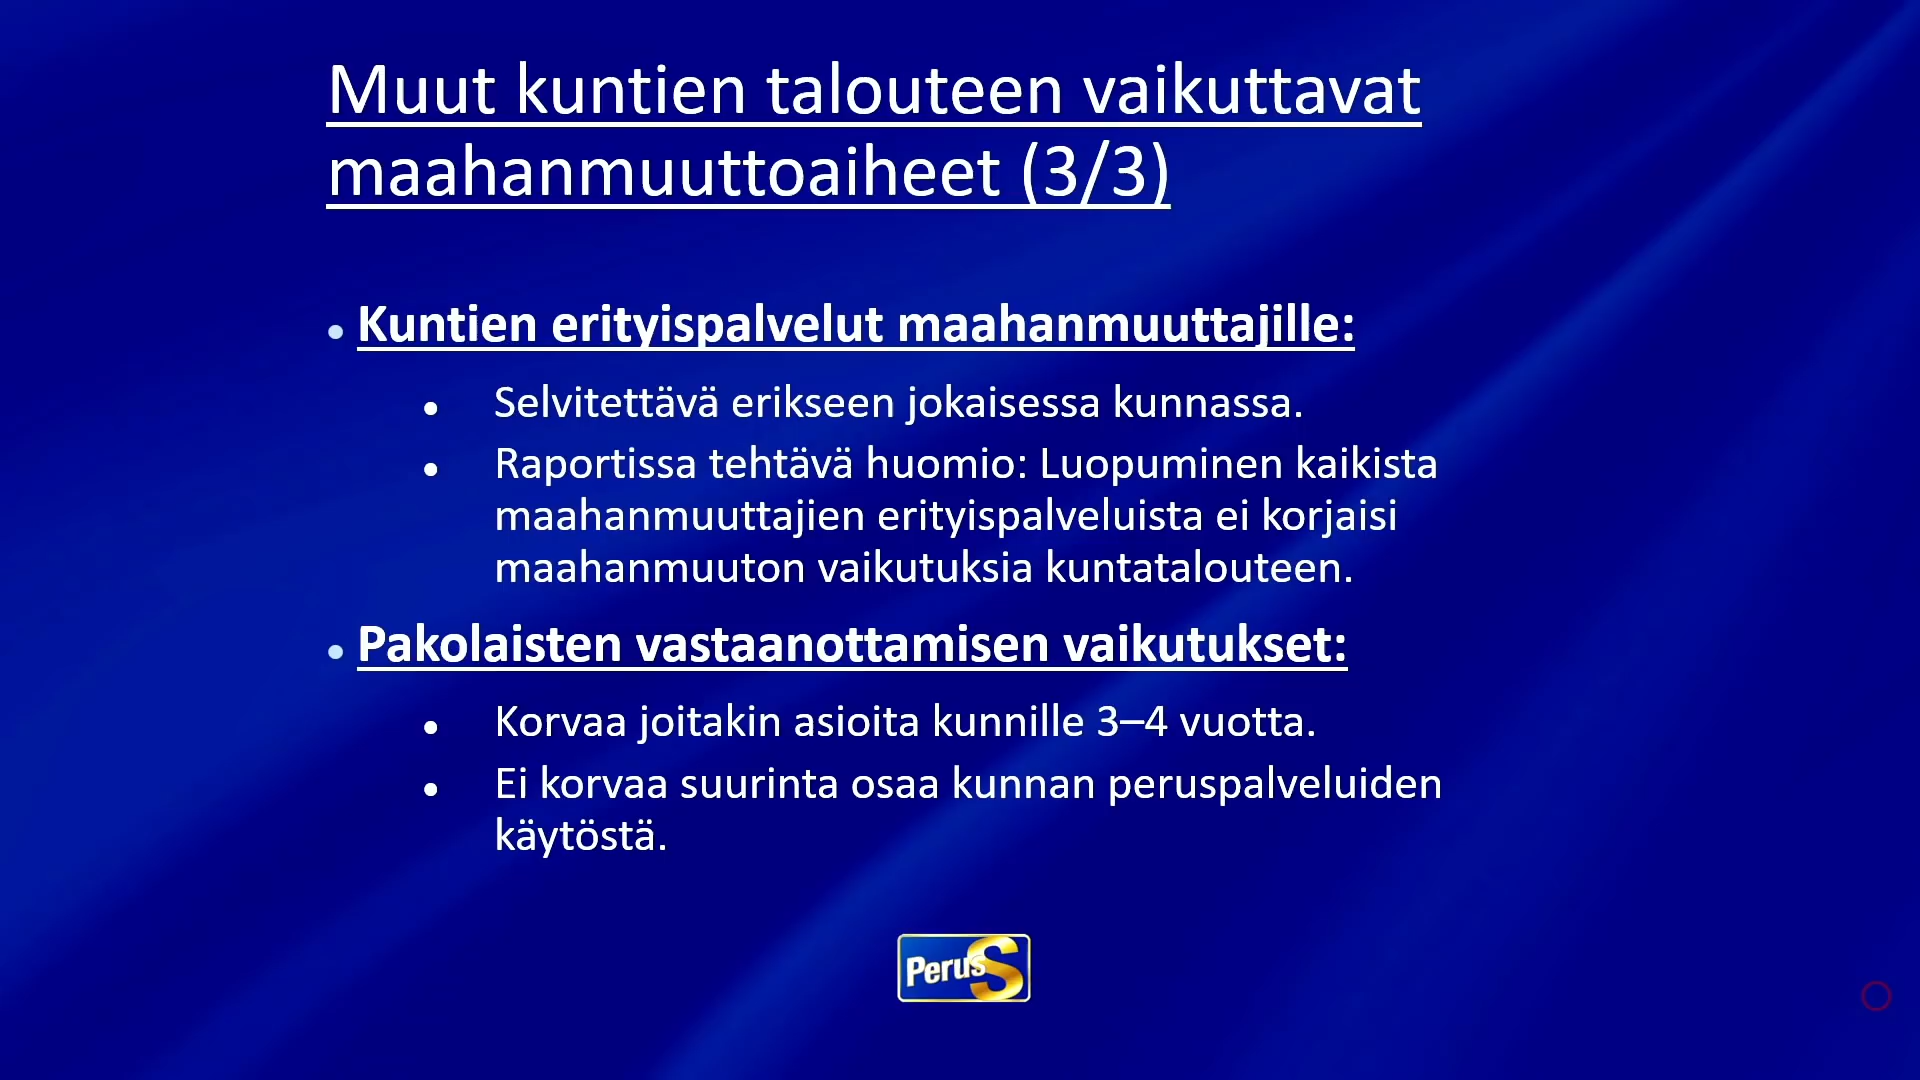 Muut kuntien talouteen vaikuttavat
maahanmuuttoaiheet (3/3)
• Kuntien erityispalvelut maahanmuuttajille:
• Selvitettävä erikseen jokaisessa kunnassa.
• Raportissa tehtävä huomio: Luopuminen kaikista
maahanmuuttajien erityispalveluista ei korjaisi
maahanmuuton vaikutuksia kuntatalouteen.
• Pakolaisten vastaanottamisen vaikutukset:
• Korvaa joitakin asioita kunnille 3–4 vuotta.
• Ei korvaa suurinta osaa kunnan peruspalveluiden
käytöstä.
PerusS